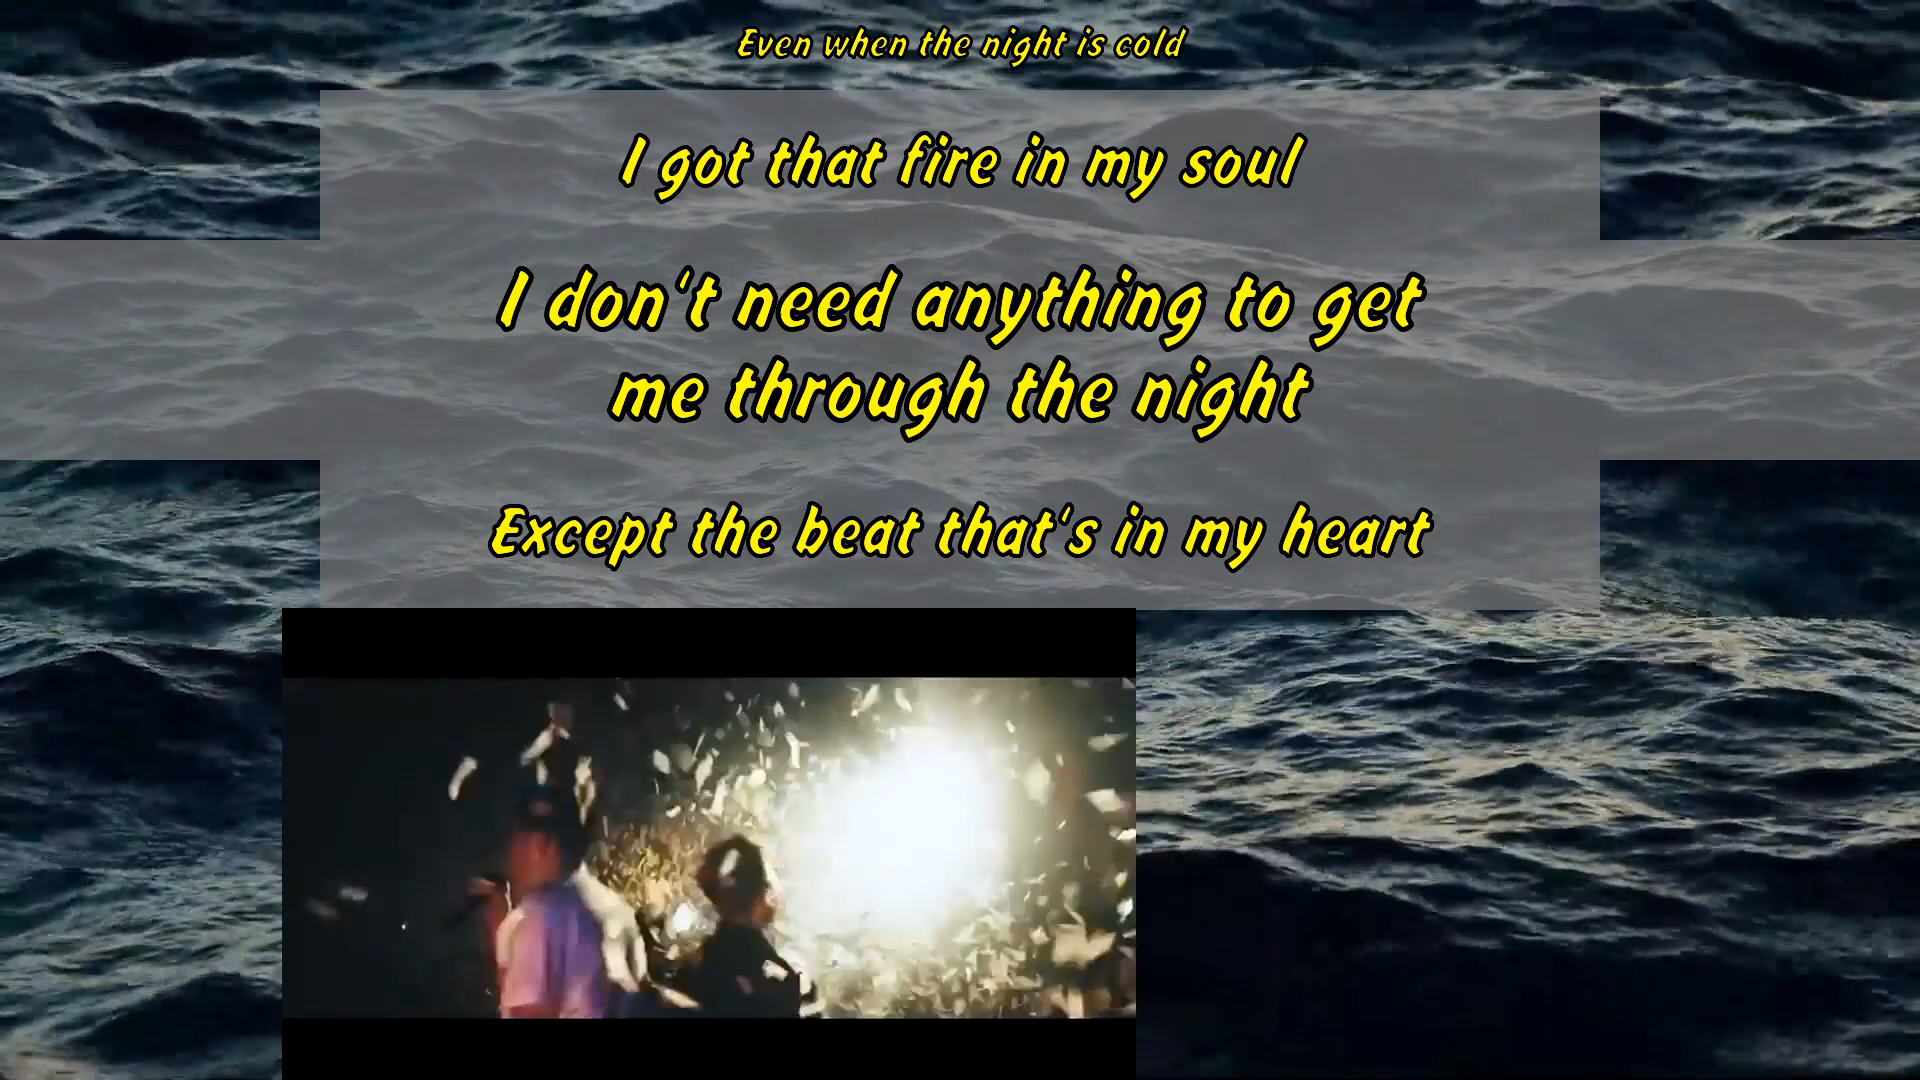 Even when the night is cold
I got that fire in my soul
I don't need anything to get
me through the night
Except the beat that's in my heart